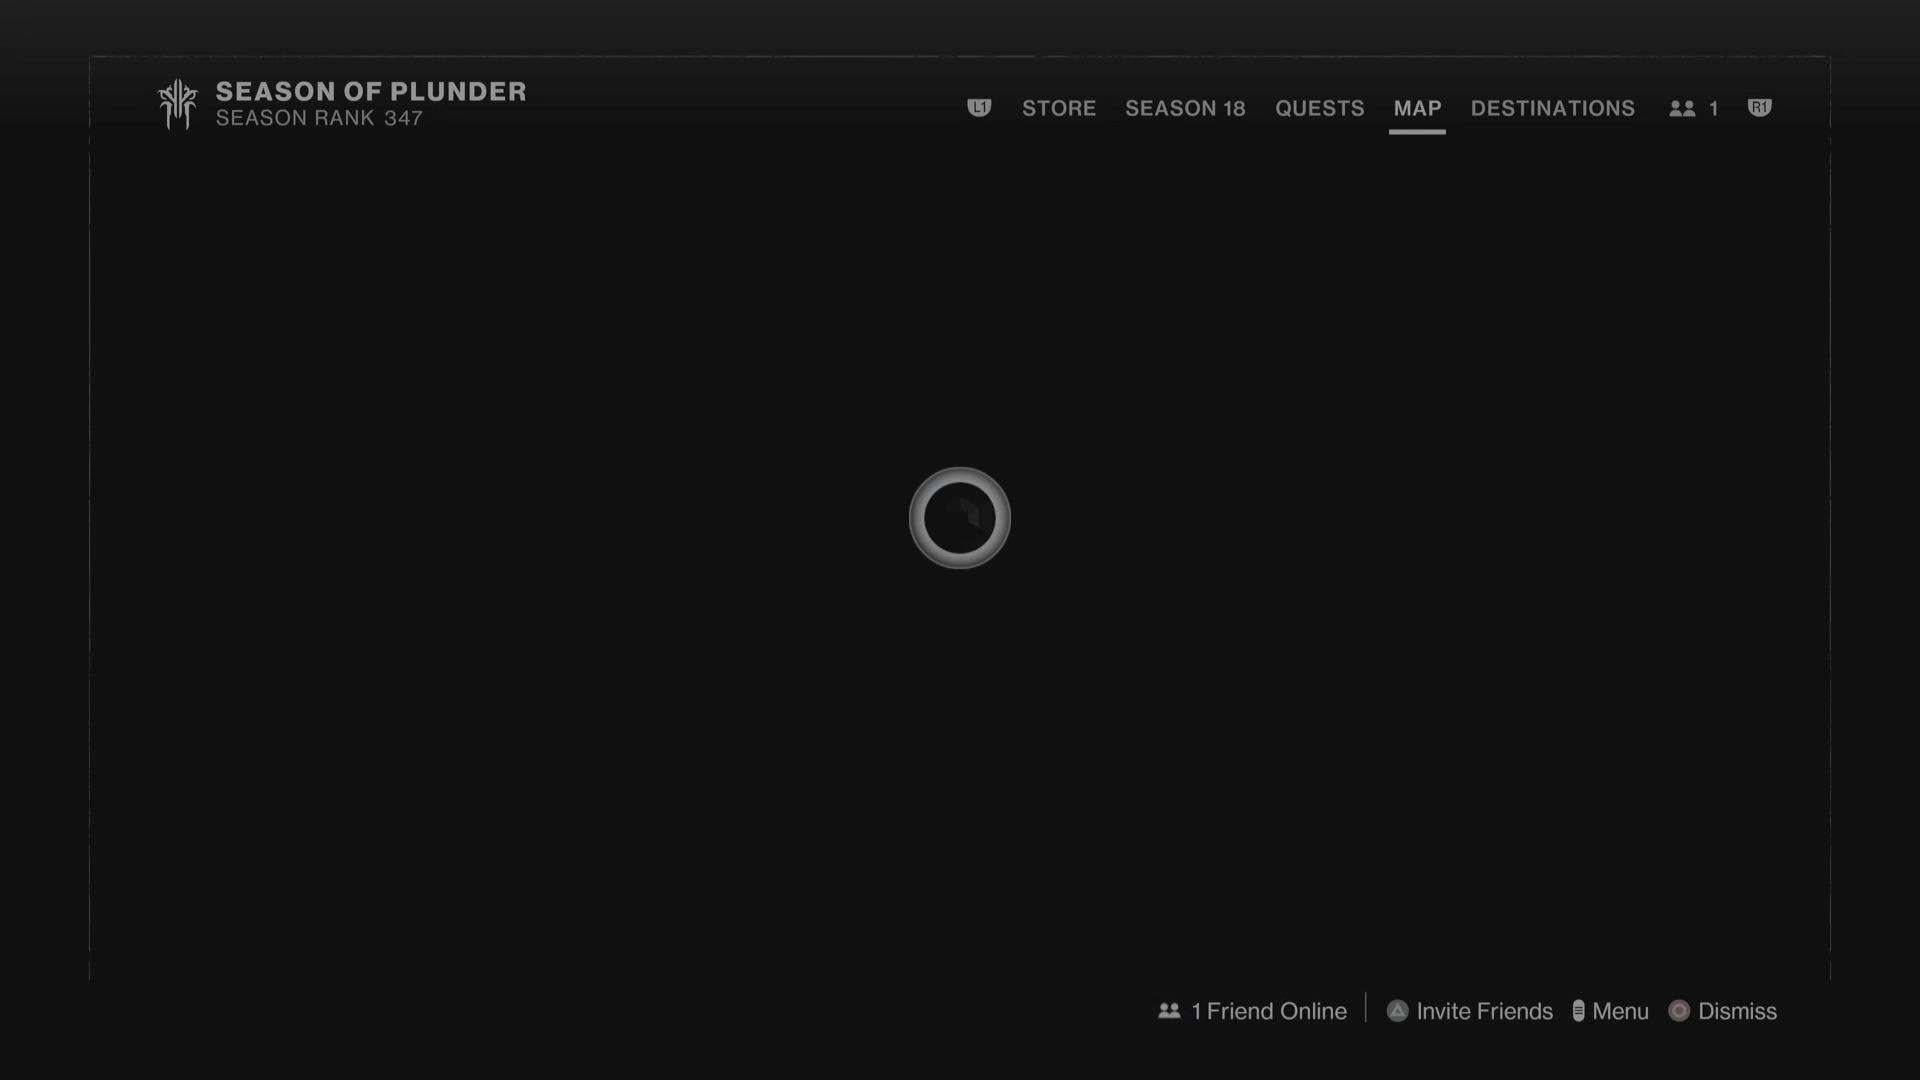 SEASON OF PLUNDER
SEASON RANK 347
L1 STORE SEASON 18 QUESTS MAP DESTINATIONS 1 R1
1 Friend Online Invite Friends Menu Dismiss